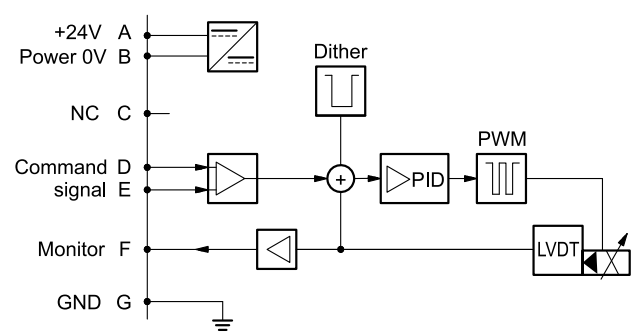 +24V A
Power 0V B
Dither
NC C
PWM
Command D
signal E
+
PID
Monitor F
LVDT
GND G